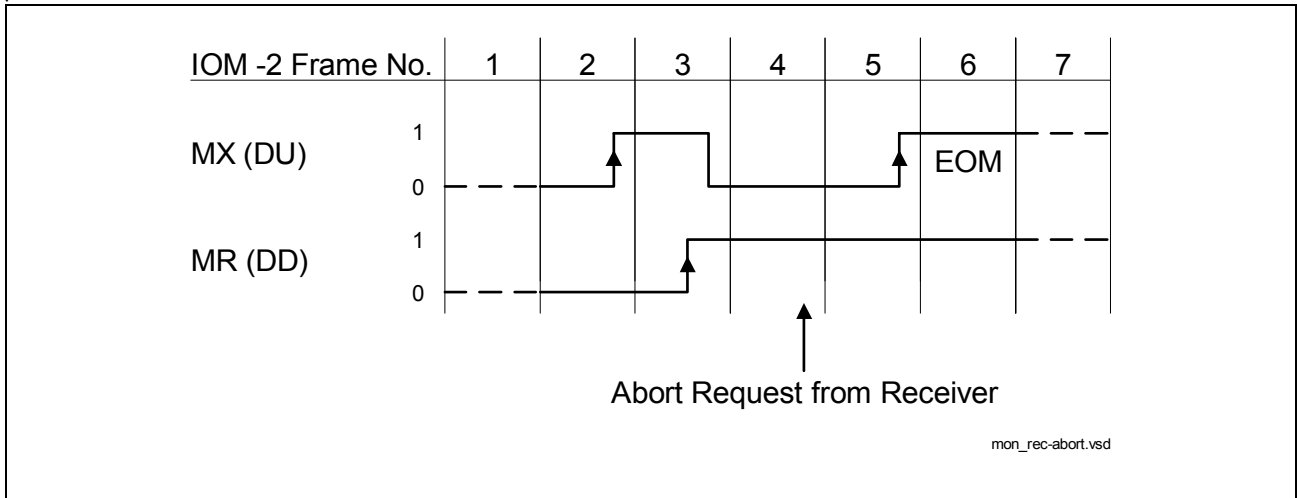 IOM -2 Frame No. 1 2 3 4 5 6 7
1
MX (DU) EOM
0
1
MR (DD)
0
Abort Request from Receiver
mon_rec-abort.vsd